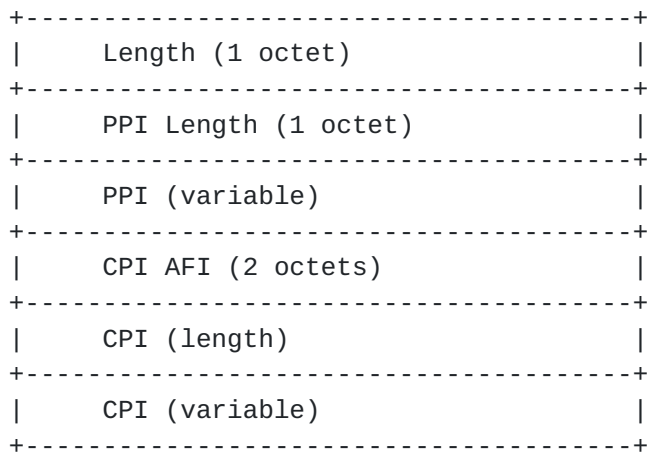 Length (1 octet)
PPI Length (1 octet)
PPI (variable)
CPI AFI (2 octets)
CPI (length)
CPI (variable)